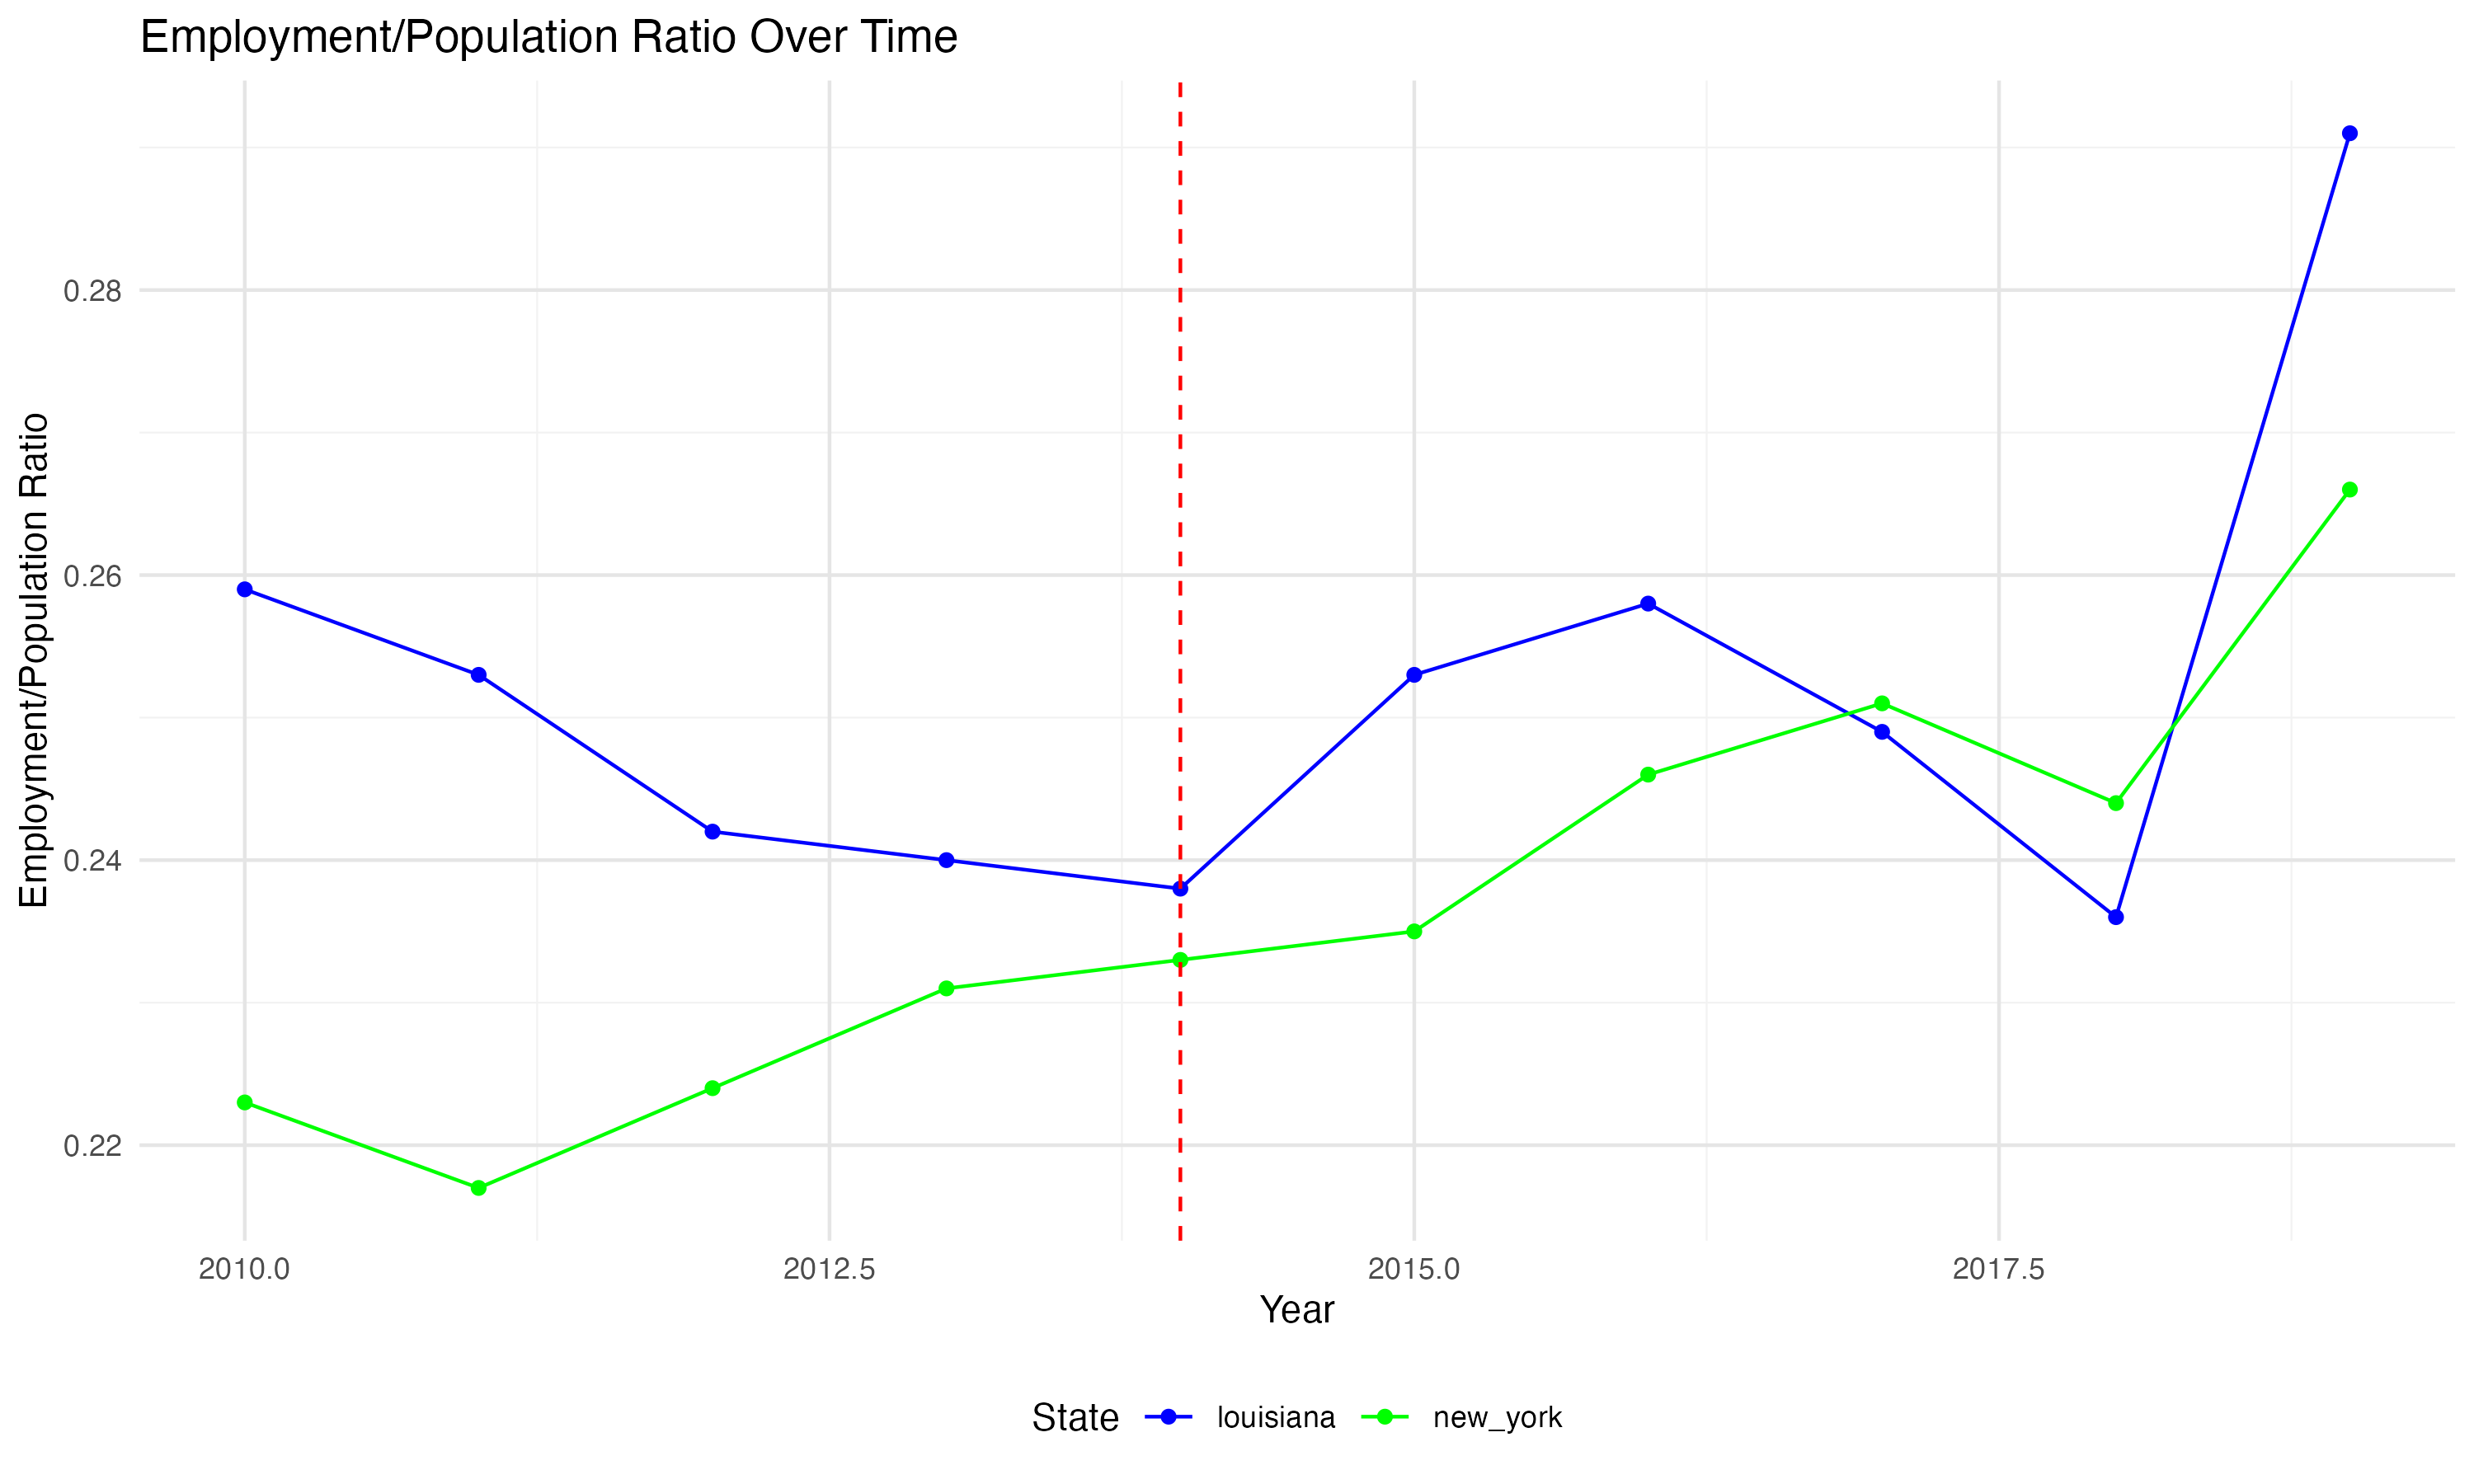 Employment/Population Ratio Over Time
Employment/Population Ratio
0.28
0.26
0.24
0.22
2010.0 2012.5 2015.0 2017.5
Year
State louisiana new_york